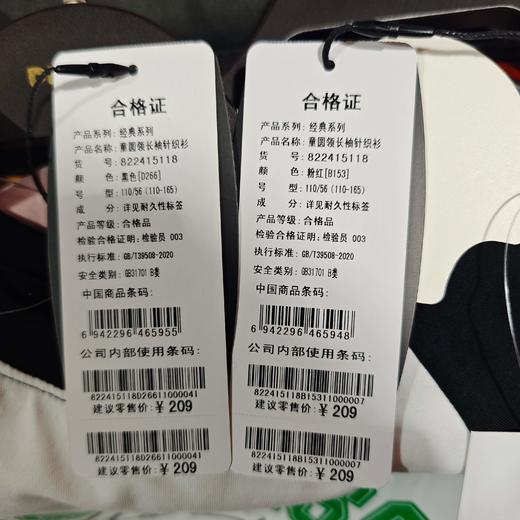 合格证
产品系列: 经典系列
产品名称: 童圆领长袖针织衫
货 号: 822415118
颜 色: 黑色[D266]
号 型: 110/56 (110-165)
成 分: 详见耐久性标签
产品等级: 合格品
检验合格证明: 检验员 003
执行标准: GB/T39508-2020
安全类别: GB31701 B类
中国商品条码:
6 942296 465955
公司内部使用条码:
822415118D26611000041
建议零售价: ¥ 209
822415118D26611000041
建议零售价: ¥ 209
合格证
产品系列: 经典系列
产品名称: 童圆领长袖针织衫
货 号: 822415118
颜 色: 粉红[B153]
号 型: 110/56 (110-165)
成 分: 详见耐久性标签
产品等级: 合格品
检验合格证明: 检验员 003
执行标准: GB/T39508-2020
安全类别: GB31701 B类
中国商品条码:
6 942296 465948
公司内部使用条码:
822415118B15311000007
建议零售价: ¥ 209
822415118B15311000007
建议零售价: ¥ 209